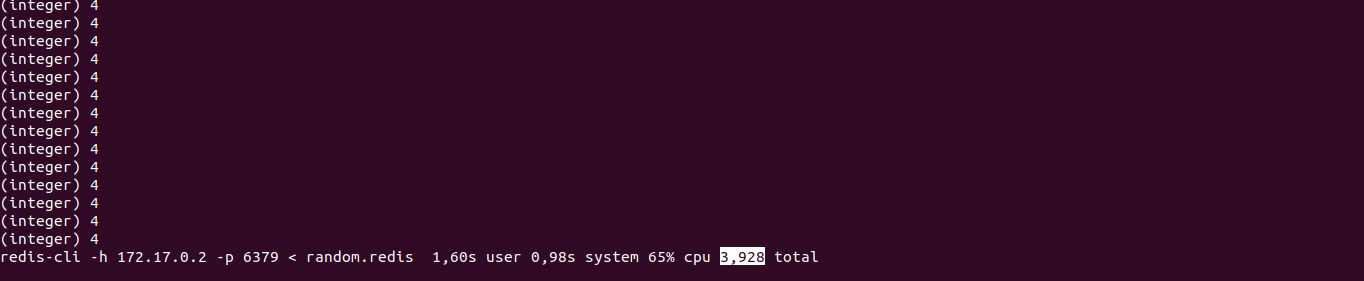 (integer) 4
(integer) 4
(integer) 4
(integer) 4
(integer) 4
(integer) 4
(integer) 4
(integer) 4
(integer) 4
(integer) 4
(integer) 4
(integer) 4
(integer) 4
(integer) 4
redis-cli -h 172.17.0.2 -p 6379 < random.redis  1,60s user 0,98s system 65% cpu 3,928 total